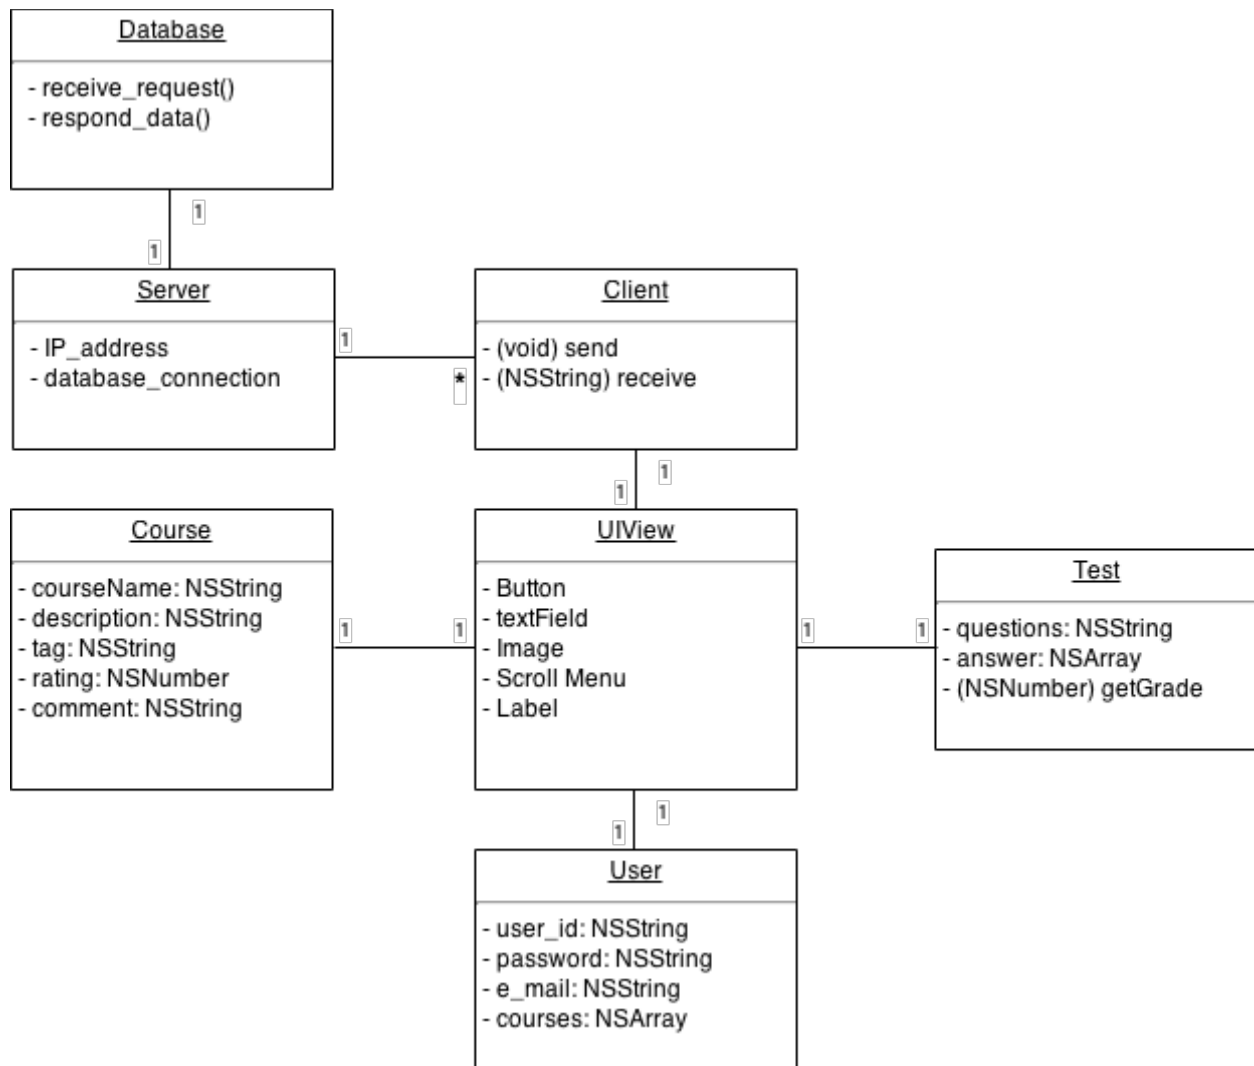 Database
- receive_request()
- respond_data()
1
1
Server
- IP_address
- database_connection
1
*
Client
- (void) send
- (NSString) receive
1
1
Course
- courseName: NSString
- description: NSString
- tag: NSString
- rating: NSNumber
- comment: NSString
1
1
UIView
- Button
- textField
- Image
- Scroll Menu
- Label
1
1
Test
- questions: NSString
- answer: NSArray
- (NSNumber) getGrade
1
1
User
- user_id: NSString
- password: NSString
- e_mail: NSString
- courses: NSArray